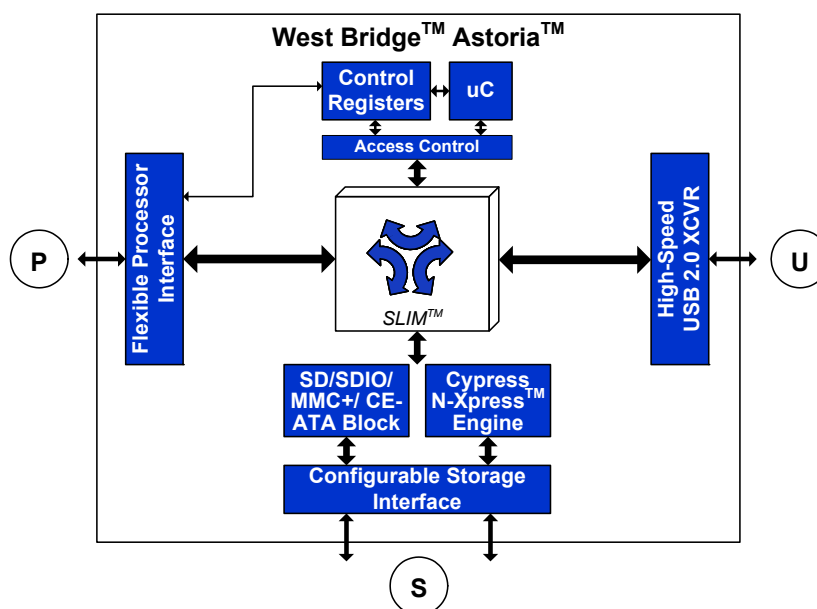 West Bridge™ Astoria™
Control
Registers
uC
Access Control
Flexible Processor
Interface
P
SLIM™
High-Speed
USB 2.0 XCVR
U
SD/SDIO/
MMC+/ CE-
ATA Block
Cypress
N-Xpress™
Engine
Configurable Storage
Interface
S